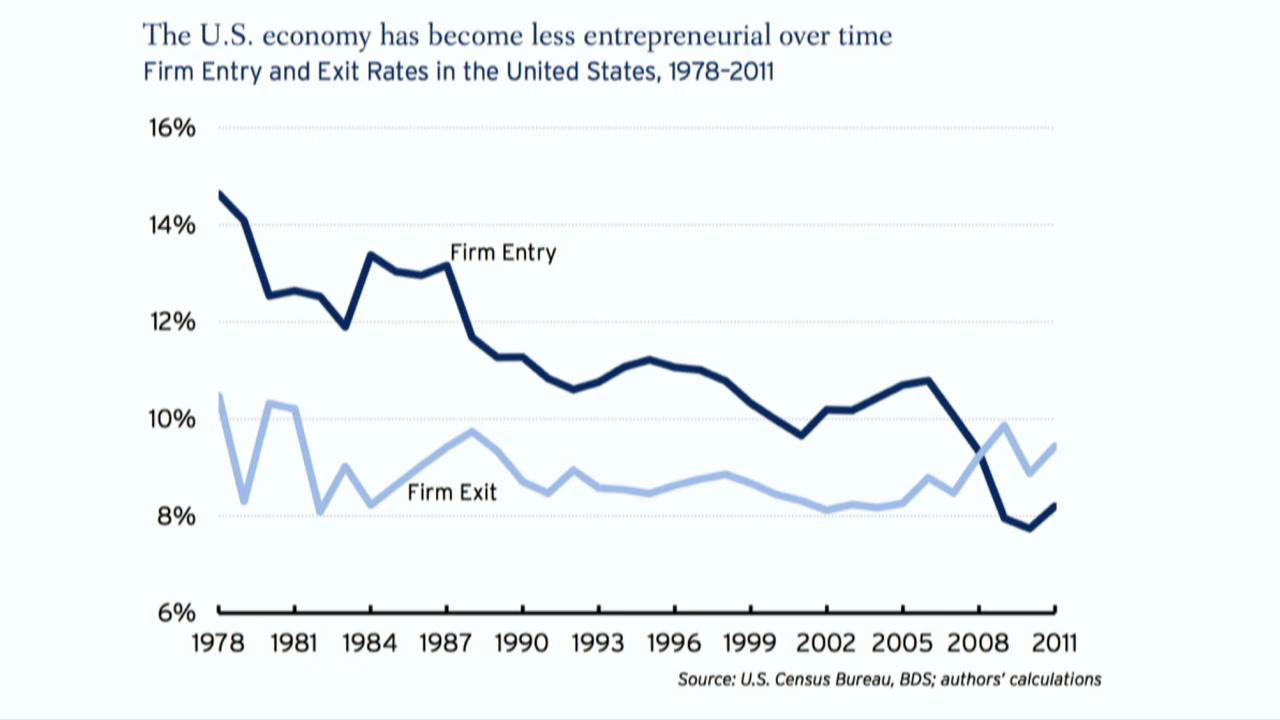 The U.S. economy has become less entrepreneurial over time
Firm Entry and Exit Rates in the United States, 1978–2011
16%
14%
Firm Entry
12%
10%
Firm Exit
8%
6%
1978 1981 1984 1987 1990 1993 1996 1999 2002 2005 2008 2011
Source: U.S. Census Bureau, BDS; authors' calculations